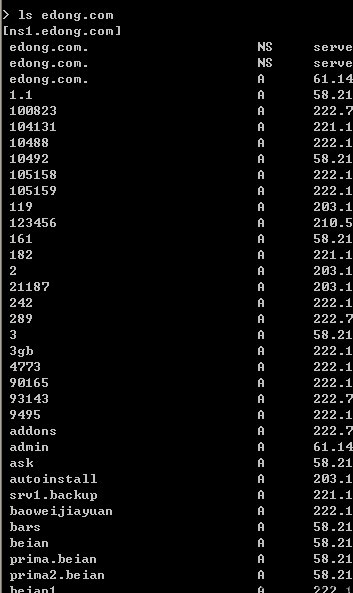 > ls edong.com
[ns1.edong.com]
edong.com. NS serve
edong.com. NS serve
edong.com. A 61.14
1.1 A 58.21
100823 A 222.7
104131 A 221.1
10488 A 222.1
10492 A 58.21
105158 A 222.1
105159 A 222.1
119 A 203.1
123456 A 210.5
161 A 58.21
182 A 221.1
2 A 203.1
21187 A 203.1
242 A 222.1
289 A 222.7
3 A 58.21
3gb A 222.1
4773 A 222.1
90165 A 222.1
93143 A 222.7
9495 A 222.1
addons A 222.7
admin A 61.14
ask A 58.21
autoinstall A 203.1
srv1.backup A 221.1
baoweijiayuan A 222.1
bars A 58.21
beian A 58.21
prima.beian A 58.21
prima2.beian A 58.21
beian1 A 222.1